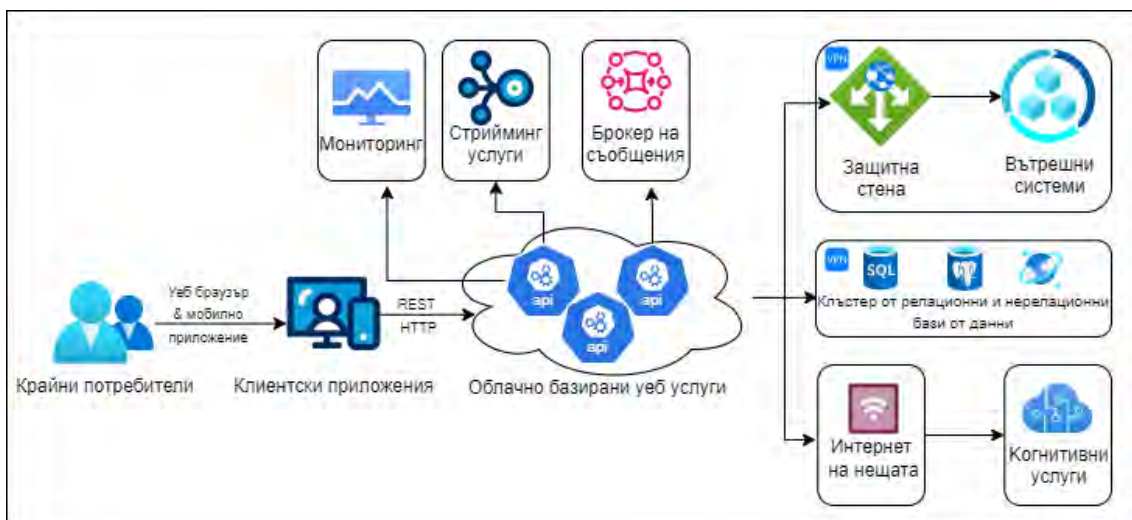 Мониторинг
Стрийминг
услуги
Брокер на
съобщения
VPN
Защитна
стена
Вътрешни
системи
Уеб браузър
& мобилно
приложение
Крайни потребители
Клиентски приложения
REST
HTTP
api
api
api
Облачно базирани уеб услуги
VPN
SQL
Клъстер от релационни и нерелационни
бази от данни
Интернет
на нещата
Когнитивни
услуги